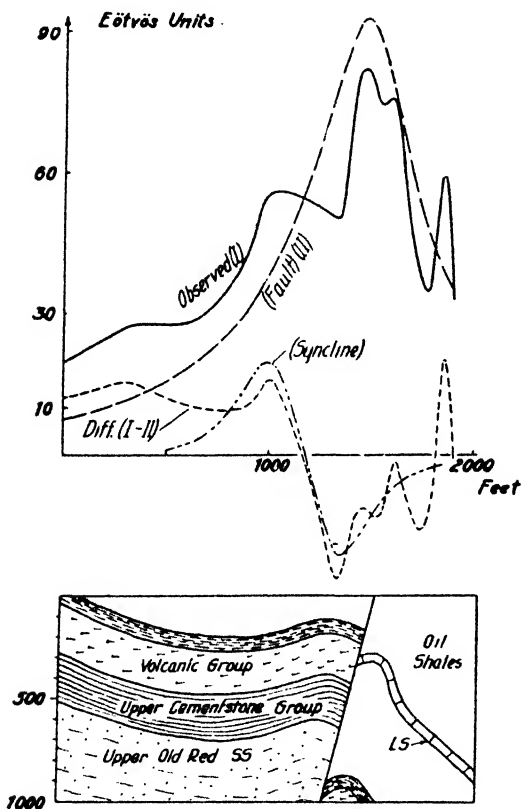 Eötvös Units
90
60
30
10
Observed(I)
(Fault)(II)
(Syncline)
Diff.(I-II)
1000
2000
Feet
500
1000
Volcanic Group
Upper Cementstone Group
Upper Old Red SS
Oil
Shales
LS